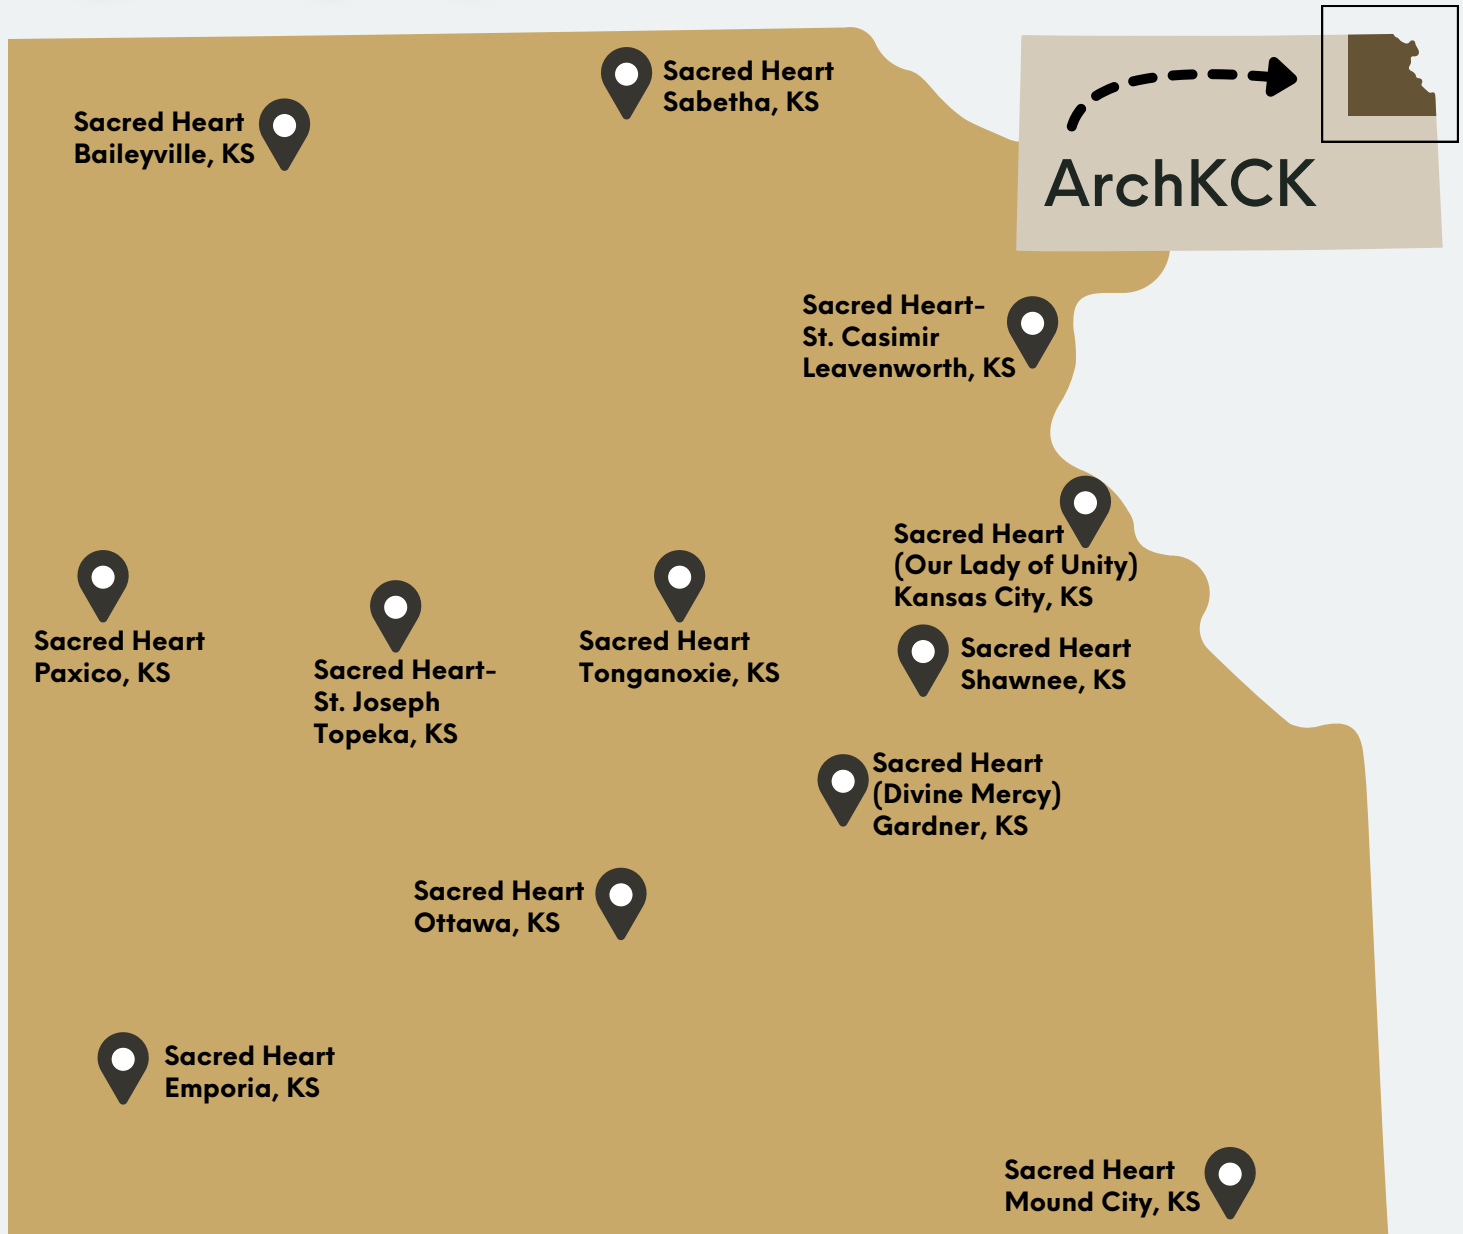 Sacred Heart
Sabetha, KS
Sacred Heart
Baileyville, KS
ArchKCK
Sacred Heart-
St. Casimir
Leavenworth, KS
Sacred Heart
(Our Lady of Unity)
Kansas City, KS
Sacred Heart
Paxico, KS
Sacred Heart-
St. Joseph
Topeka, KS
Sacred Heart
Tonganoxie, KS
Sacred Heart
Shawnee, KS
Sacred Heart
(Divine Mercy)
Gardner, KS
Sacred Heart
Ottawa, KS
Sacred Heart
Emporia, KS
Sacred Heart
Mound City, KS